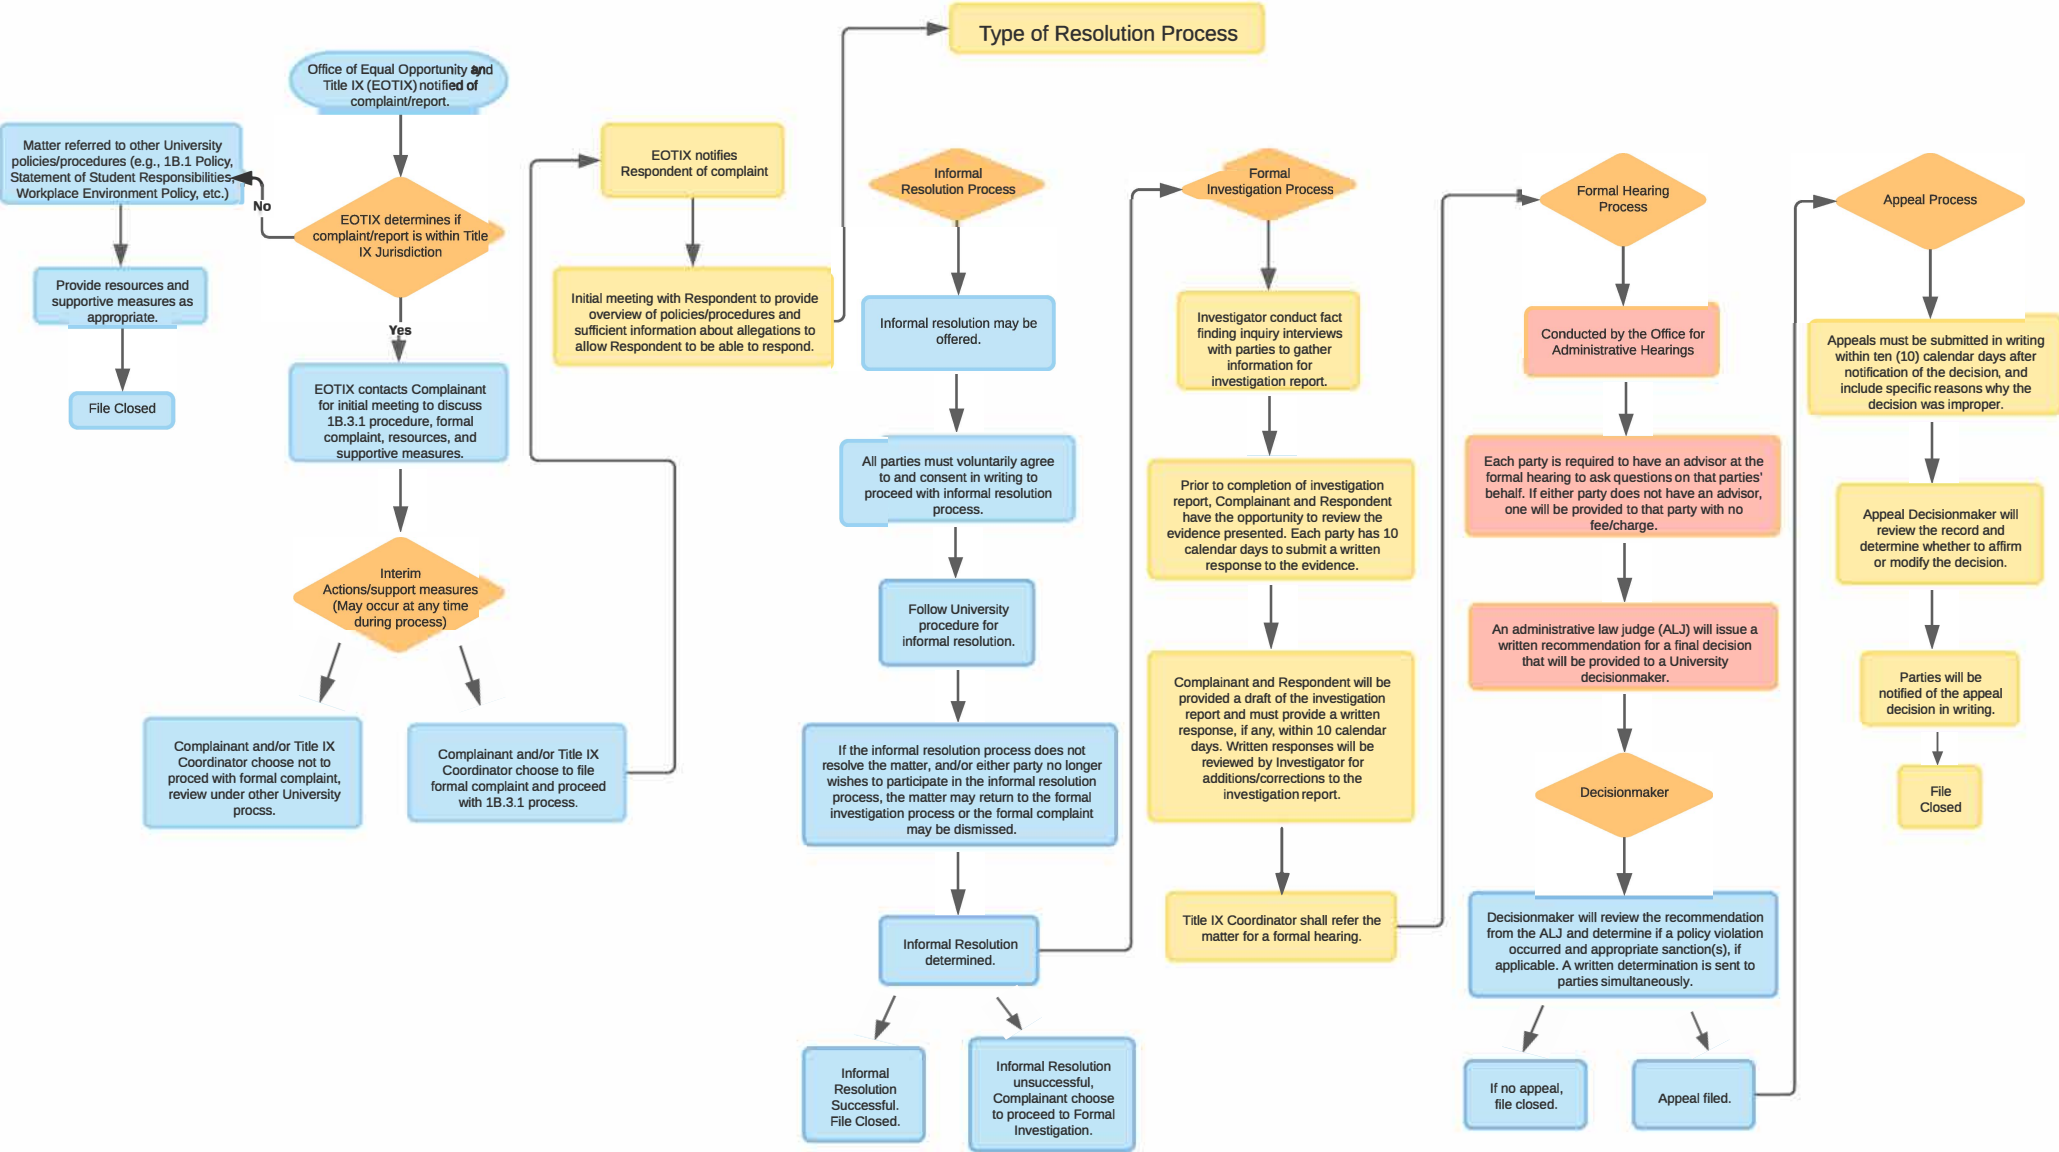 Type of Resolution Process
Office of Equal Opportunity and
Title IX (EOTIX) notified of
complaint/report.
Matter referred to other University
policies/procedures (e.g., 1B.1 Policy,
Statement of Student Responsibilities,
Workplace Environment Policy, etc.)
No
Provide resources and
supportive measures as
appropriate.
File Closed
EOTIX determines if
complaint/report is within Title
IX Jurisdiction
Yes
EOTIX contacts Complainant
for initial meeting to discuss
1B.3.1 procedure, formal
complaint, resources, and
supportive measures.
Interim
Actions/support measures
(May occur at any time
during process)
Complainant and/or Title IX
Coordinator choose not to
proced with formal complaint,
review under other University
procss.
Complainant and/or Title IX
Coordinator choose to file
formal complaint and proceed
with 1B.3.1 process.
EOTIX notifies
Respondent of complaint
Initial meeting with Respondent to provide
overview of policies/procedures and
sufficient information about allegations to
allow Respondent to be able to respond.
Informal
Resolution Process
Informal resolution may be
offered.
All parties must voluntarily agree
to and consent in writing to
proceed with informal resolution
process.
Follow University
procedure for
informal resolution.
If the informal resolution process does not
resolve the matter, and/or either party no longer
wishes to participate in the informal resolution
process, the matter may return to the formal
investigation process or the formal complaint
may be dismissed.
Informal Resolution
determined.
Informal
Resolution
Successful.
File Closed.
Informal Resolution
unsuccessful,
Complainant choose
to proceed to Formal
Investigation.
Formal
Investigation Process
Investigator conduct fact
finding inquiry interviews
with parties to gather
information for
investigation report.
Prior to completion of investigation
report, Complainant and Respondent
have the opportunity to review the
evidence presented. Each party has 10
calendar days to submit a written
response to the evidence.
Complainant and Respondent will be
provided a draft of the investigation
report and must provide a written
response, if any, within 10 calendar
days. Written responses will be
reviewed by Investigator for
additions/corrections to the
investigation report.
Title IX Coordinator shall refer the
matter for a formal hearing.
Formal Hearing
Process
Conducted by the Office for
Administrative Hearings
Each party is required to have an advisor at the
formal hearing to ask questions on that parties'
behalf. If either party does not have an advisor,
one will be provided to that party with no
fee/charge.
An administrative law judge (ALJ) will issue a
written recommendation for a final decision
that will be provided to a University
decisionmaker.
Decisionmaker
Decisionmaker will review the recommendation
from the ALJ and determine if a policy violation
occurred and appropriate sanction(s), if
applicable. A written determination is sent to
parties simultaneously.
If no appeal,
file closed.
Appeal filed.
Appeal Process
Appeals must be submitted in writing
within ten (10) calendar days after
notification of the decision, and
include specific reasons why the
decision was improper.
Appeal Decisionmaker will
review the record and
determine whether to affirm
or modify the decision.
Parties will be
notified of the appeal
decision in writing.
File
Closed